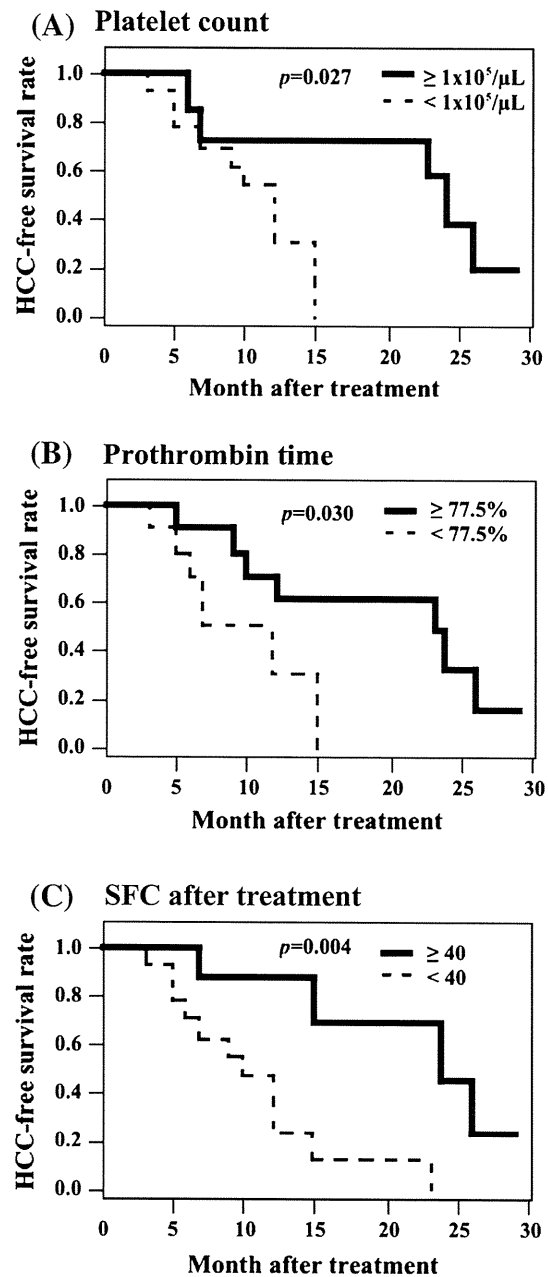 (A) Platelet count
p=0.027
≥ 1x10⁵/µL
< 1x10⁵/µL
HCC-free survival rate
1.0
0.8
0.6
0.4
0.2
0.0
0 5 10 15 20 25 30
Month after treatment
(B) Prothrombin time
p=0.030
≥ 77.5%
< 77.5%
HCC-free survival rate
1.0
0.8
0.6
0.4
0.2
0.0
0 5 10 15 20 25 30
Month after treatment
(C) SFC after treatment
p=0.004
≥ 40
< 40
HCC-free survival rate
1.0
0.8
0.6
0.4
0.2
0.0
0 5 10 15 20 25 30
Month after treatment